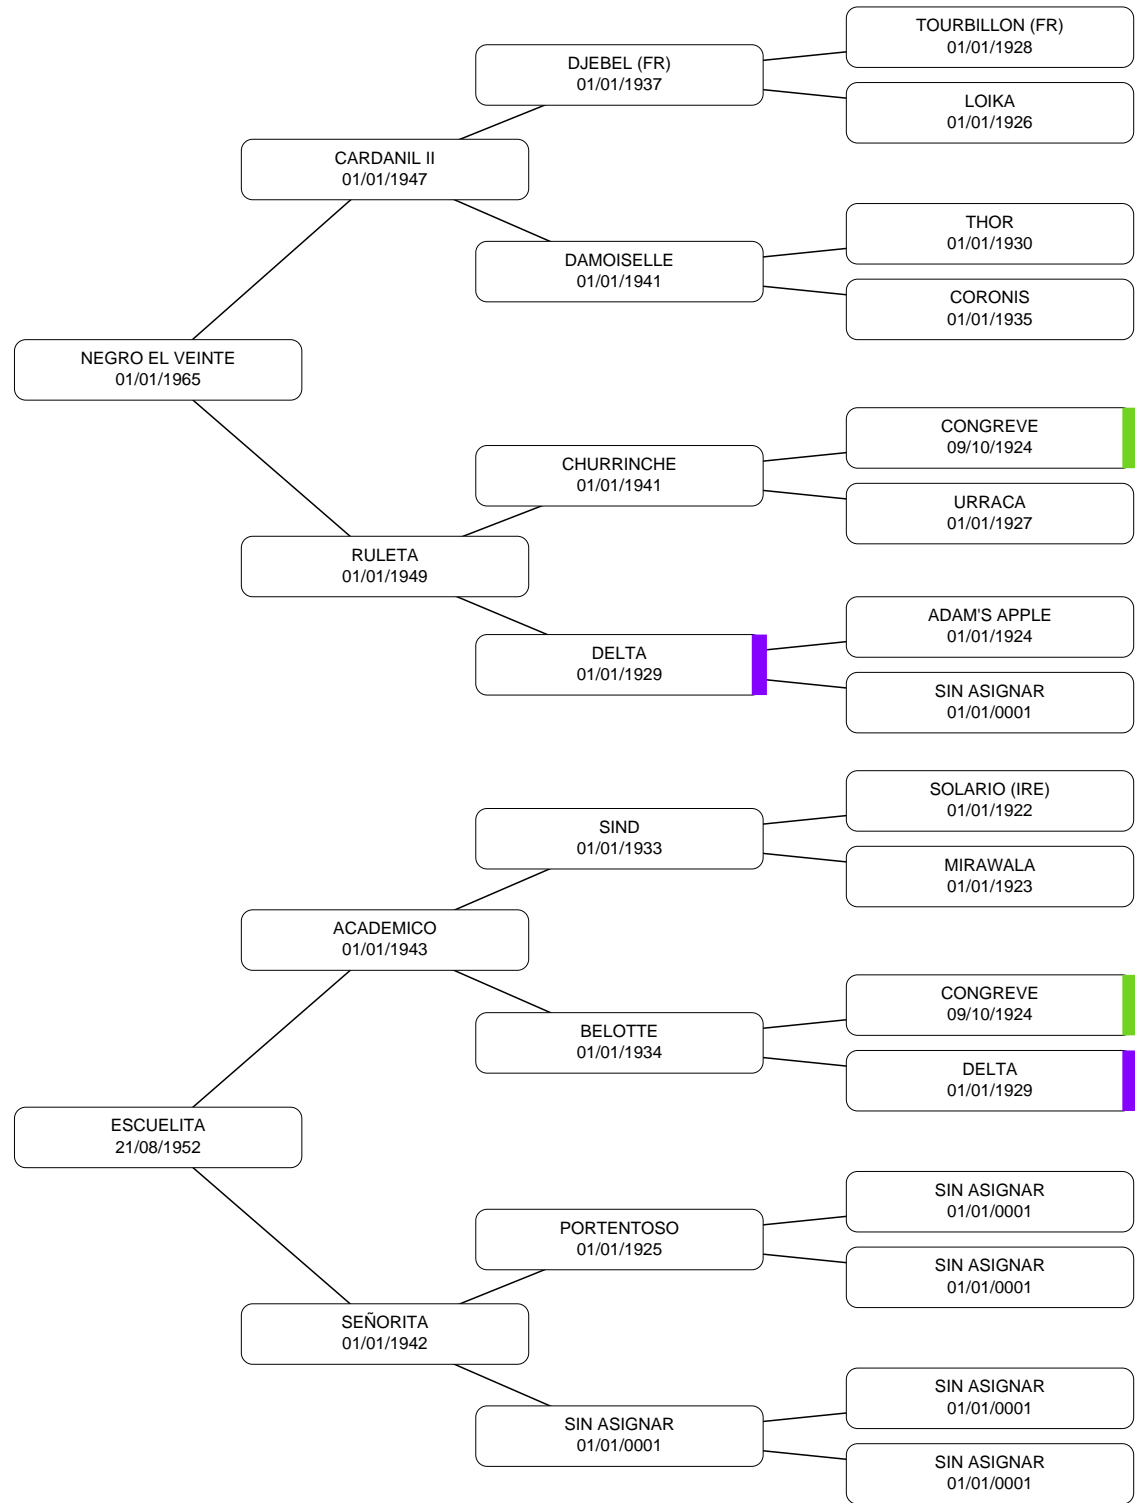 TOURBILLON (FR)
01/01/1928
DJEBEL (FR)
01/01/1937
LOIKA
01/01/1926
CARDANIL II
01/01/1947
THOR
01/01/1930
DAMOISELLE
01/01/1941
CORONIS
01/01/1935
NEGRO EL VEINTE
01/01/1965
CONGREVE
09/10/1924
CHURRINCHE
01/01/1941
URRACA
01/01/1927
RULETA
01/01/1949
ADAM'S APPLE
01/01/1924
DELTA
01/01/1929
SIN ASIGNAR
01/01/0001
SOLARIO (IRE)
01/01/1922
SIND
01/01/1933
MIRAWALA
01/01/1923
ACADEMICO
01/01/1943
CONGREVE
09/10/1924
BELOTTE
01/01/1934
DELTA
01/01/1929
ESCUELITA
21/08/1952
SIN ASIGNAR
01/01/0001
PORTENTOSO
01/01/1925
SIN ASIGNAR
01/01/0001
SEÑORITA
01/01/1942
SIN ASIGNAR
01/01/0001
SIN ASIGNAR
01/01/0001
SIN ASIGNAR
01/01/0001